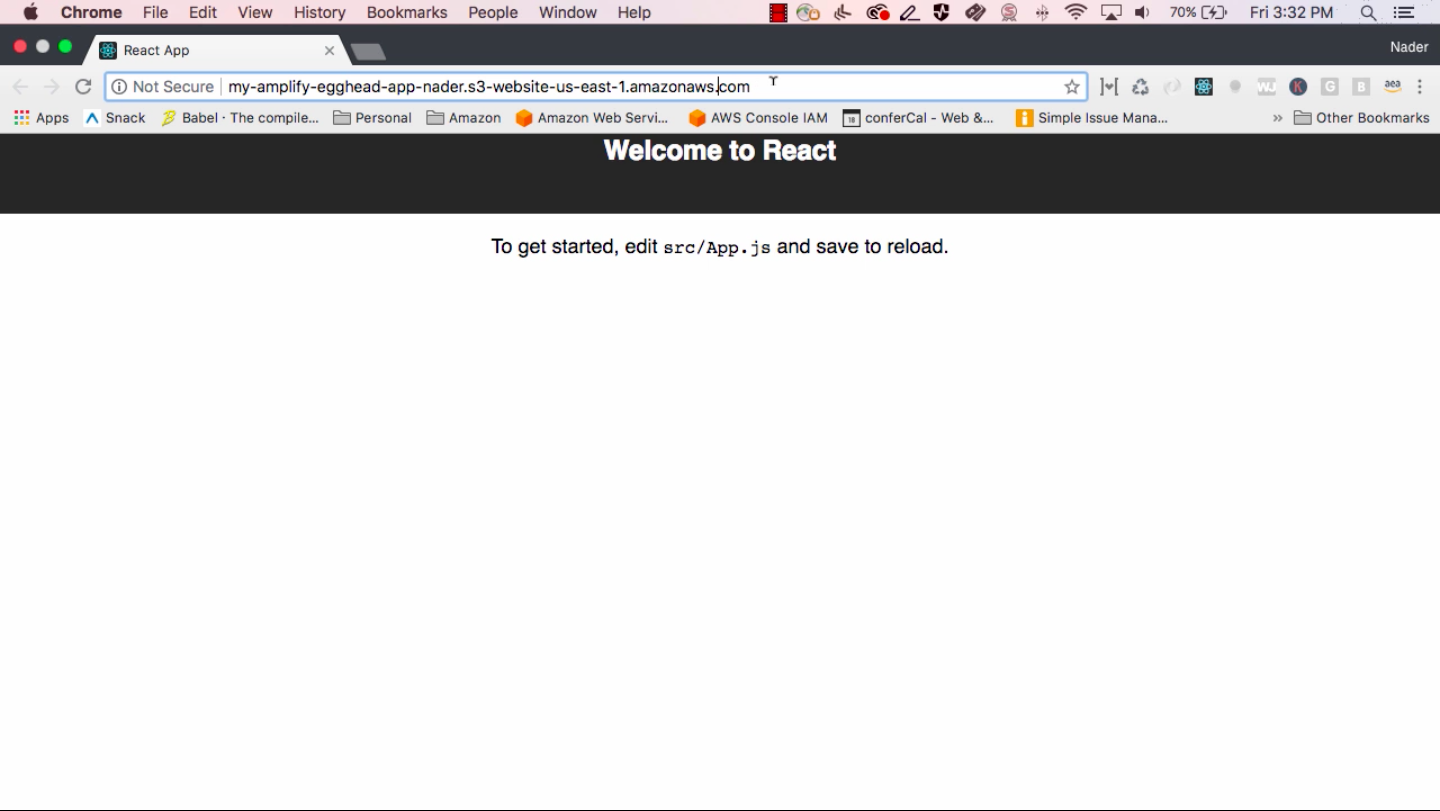 Chrome File Edit View History Bookmarks People Window Help 70% Fri 3:32 PM
React App Nader
Not Secure my-amplify-egghead-app-nader.s3-website-us-east-1.amazonaws.com
Apps Snack Babel · The compile... Personal Amazon Amazon Web Servi... AWS Console IAM conferCal - Web &... Simple Issue Mana... » Other Bookmarks
Welcome to React
To get started, edit src/App.js and save to reload.